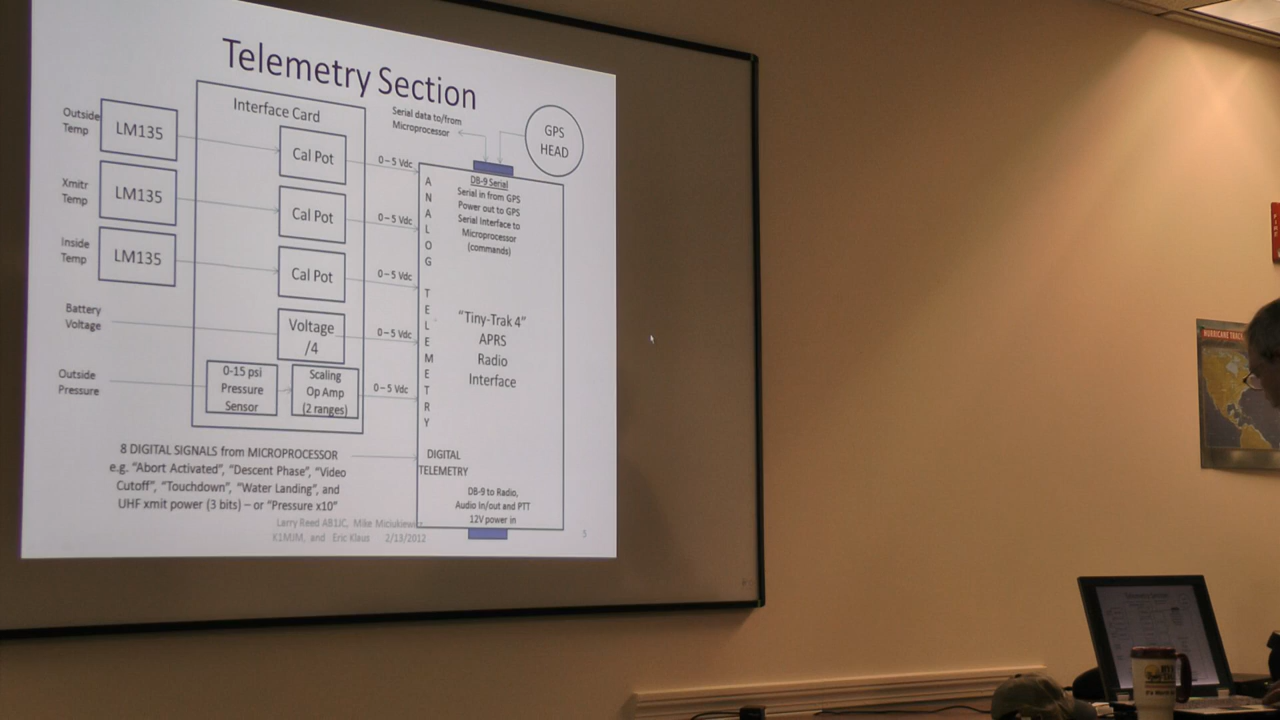 Telemetry Section
Interface Card
Outside
Temp
LM135
Cal Pot
0–5 Vdc
Xmitr
Temp
LM135
Cal Pot
0–5 Vdc
Inside
Temp
LM135
Cal Pot
0–5 Vdc
Battery
Voltage
Voltage
/4
0–5 Vdc
Outside
Pressure
0-15 psi
Pressure
Sensor
Scaling
Op Amp
(2 ranges)
0–5 Vdc
Serial data to/from
Microprocessor
GPS
HEAD
DB-9 Serial
Serial in from GPS
Power out to GPS
Serial Interface to
Microprocessor
(commands)
ANALOG TELEMETRY
"Tiny-Trak 4"
APRS
Radio
Interface
DIGITAL
TELEMETRY
DB-9 to Radio,
Audio In/out and PTT
12V power in
8 DIGITAL SIGNALS from MICROPROCESSOR
e.g. "Abort Activated", "Descent Phase", "Video
Cutoff", "Touchdown", "Water Landing", and
UHF xmit power (3 bits) – or "Pressure x10"
Larry Reed AB1JC, Mike
K1MJM, and Eric Klaus 2/13/2012
5
FIRE
HURRICANE
Telemetry Section